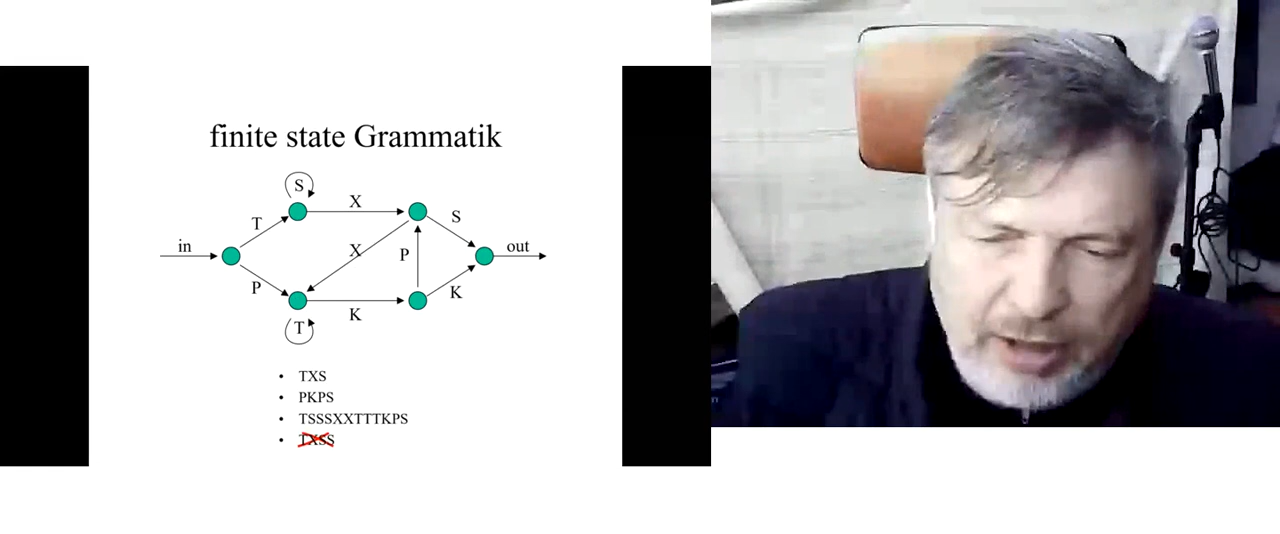 finite state Grammatik
S
X
T
S
in
X
P
out
P
K
K
T
TXS
PKPS
TSSSXXTTTKPS
TXSS